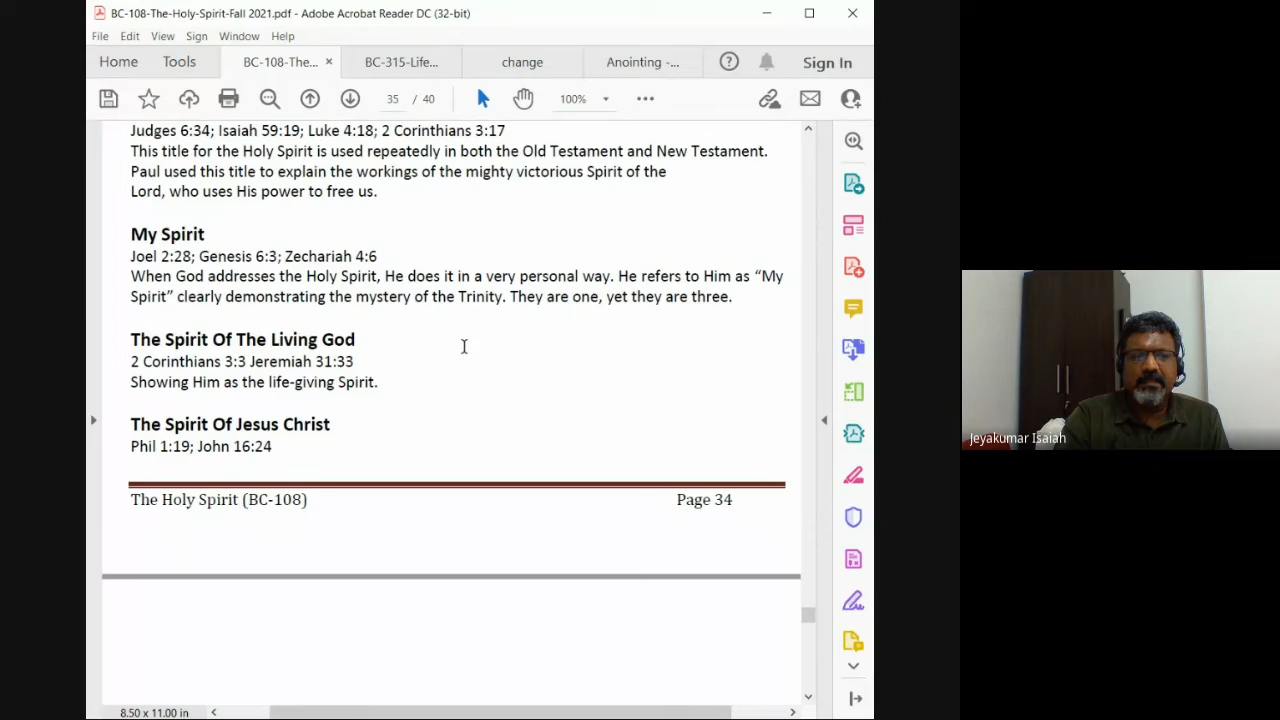 BC-108-The-Holy-Spirit-Fall 2021.pdf - Adobe Acrobat Reader DC (32-bit)
File Edit View Sign Window Help
Home Tools BC-108-The... × BC-315-Life... change Anointing -... Sign In
35 / 40 100%
Judges 6:34; Isaiah 59:19; Luke 4:18; 2 Corinthians 3:17
This title for the Holy Spirit is used repeatedly in both the Old Testament and New Testament.
Paul used this title to explain the workings of the mighty victorious Spirit of the
Lord, who uses His power to free us.
My Spirit
Joel 2:28; Genesis 6:3; Zechariah 4:6
When God addresses the Holy Spirit, He does it in a very personal way. He refers to Him as “My
Spirit” clearly demonstrating the mystery of the Trinity. They are one, yet they are three.
The Spirit Of The Living God
2 Corinthians 3:3 Jeremiah 31:33
Showing Him as the life-giving Spirit.
The Spirit Of Jesus Christ
Phil 1:19; John 16:24
The Holy Spirit (BC-108) Page 34
8.50 x 11.00 in
Jeyakumar Isaiah